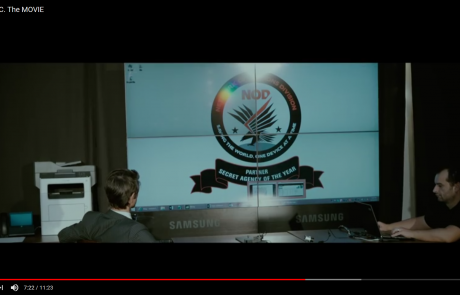 C. The MOVIE
NOD
DIVISION
THE WORLD, ONE DEVICE AT A TIME
PARTNER
SECRET AGENCY OF THE YEAR
SAMSUNG
SAMSUNG
7:22 / 11:23